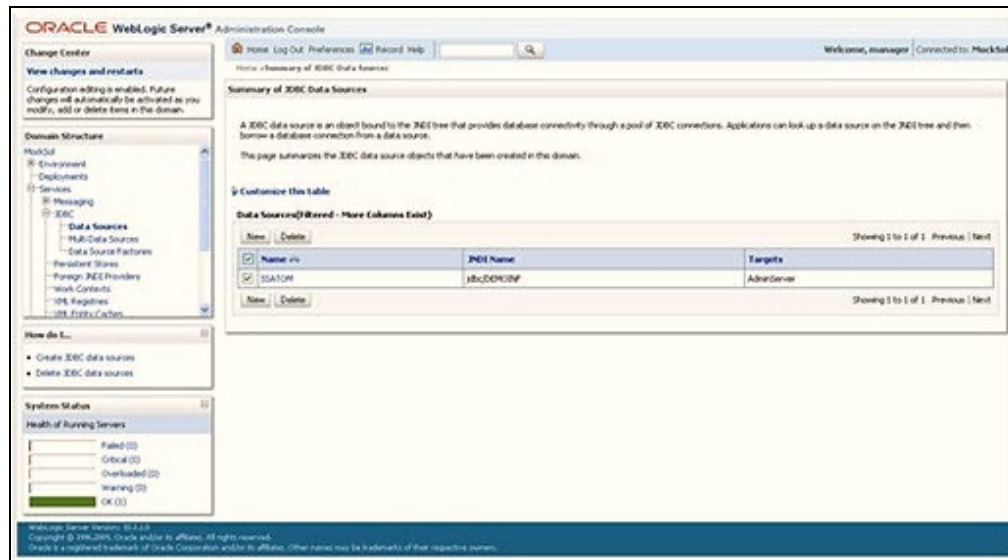 ORACLE WebLogic Server® Administration Console
Change Center
View changes and restarts
Configuration editing is enabled. Future
changes will automatically be activated as you
modify, add or delete items in this domain.
Domain Structure
MockSol
Environment
Deployments
Services
Messaging
JDBC
Data Sources
Multi Data Sources
Data Source Factories
Persistent Stores
Foreign JNDI Providers
Work Contexts
XML Registries
XML Entity Caches
How do I...
Create JDBC data sources
Delete JDBC data sources
System Status
Health of Running Servers
Failed (0)
Critical (0)
Overloaded (0)
Warning (0)
OK (1)
Home Log Out Preferences Record Help
Welcome, manager Connected to: MockSol
Home >Summary of JDBC Data Sources
Summary of JDBC Data Sources
A JDBC data source is an object bound to the JNDI tree that provides database connectivity through a pool of JDBC connections. Applications can look up a data source on the JNDI tree and then
borrow a database connection from a data source.
This page summarizes the JDBC data source objects that have been created in this domain.
Customize this table
Data Sources(Filtered - More Columns Exist)
New Delete Showing 1 to 1 of 1 Previous | Next
Name JNDI Name Targets
SSATOM AdminServer
New Delete Showing 1 to 1 of 1 Previous | Next
WebLogic Server Version:
Copyright © Oracle and/or its affiliates. All rights reserved.
Oracle is a registered trademark of Oracle Corporation and/or its affiliates. Other names may be trademarks of their respective owners.